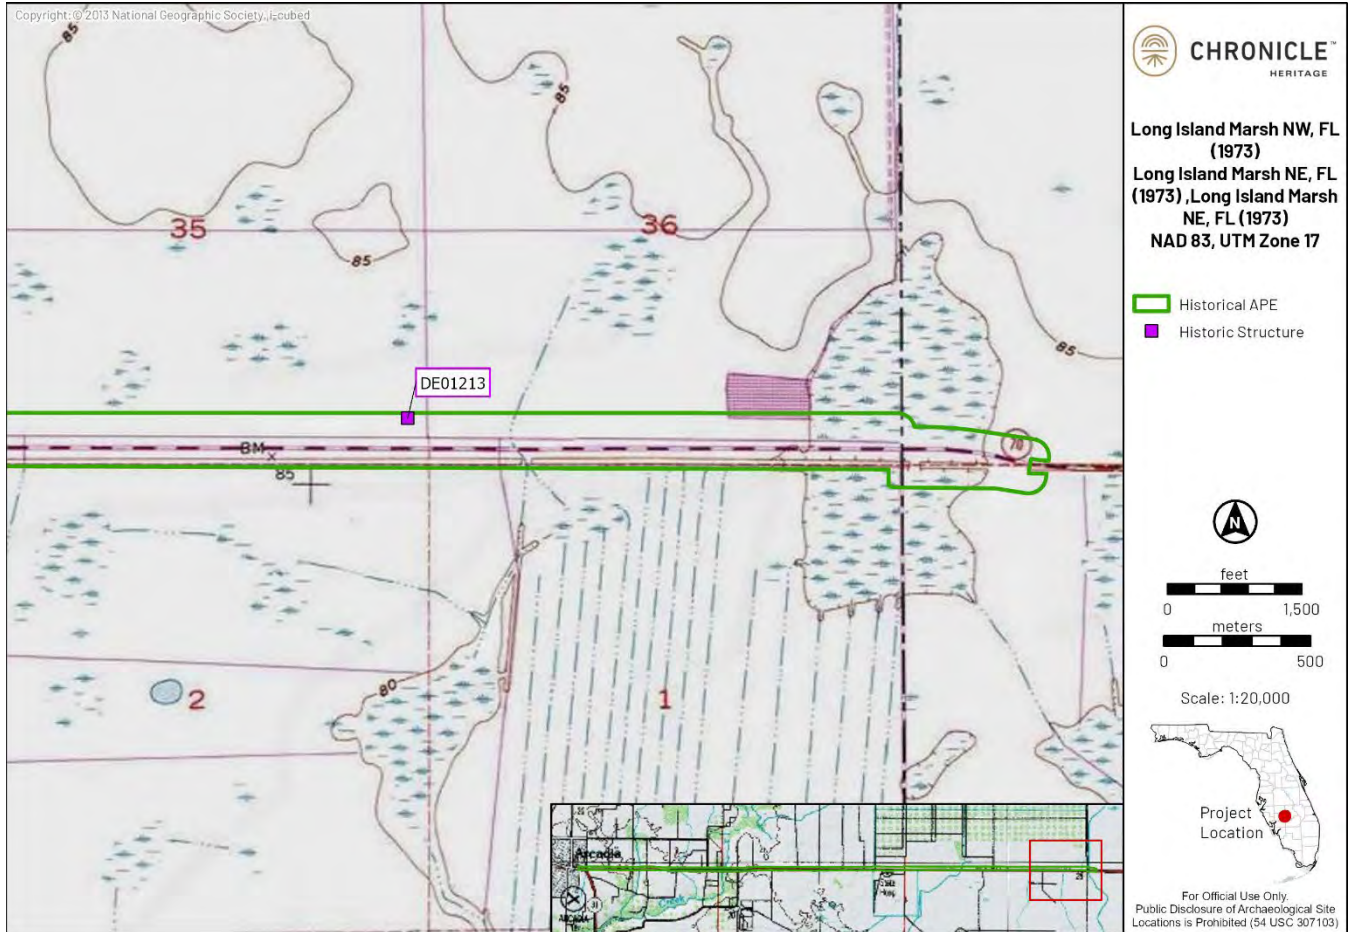 Copyright: © 2013 National Geographic Society, i-cubed
85
85
35
36
85
85
DE01213
BM
70
85
80
2
1
Arcadia
ARCADIA
31
70
CHRONICLE™
HERITAGE
Long Island Marsh NW, FL
(1973)
Long Island Marsh NE, FL
(1973) ,Long Island Marsh
NE, FL (1973)
NAD 83, UTM Zone 17
Historical APE
Historic Structure
N
feet
0 1,500
meters
0 500
Scale: 1:20,000
Project
Location
For Official Use Only.
Public Disclosure of Archaeological Site
Locations is Prohibited (54 USC 307103)